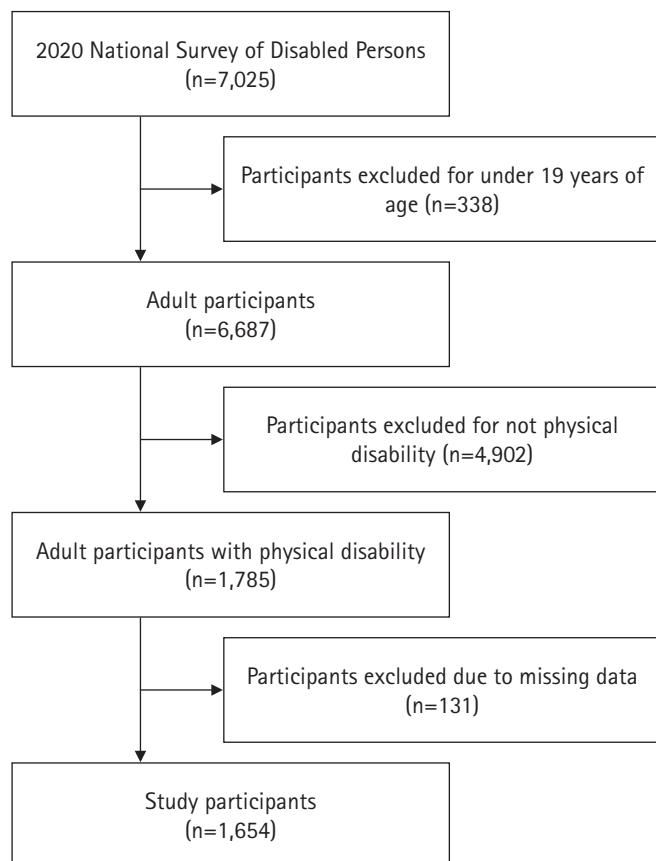 2020 National Survey of Disabled Persons
(n=7,025)
Participants excluded for under 19 years of
age (n=338)
Adult participants
(n=6,687)
Participants excluded for not physical
disability (n=4,902)
Adult participants with physical disability
(n=1,785)
Participants excluded due to missing data
(n=131)
Study participants
(n=1,654)